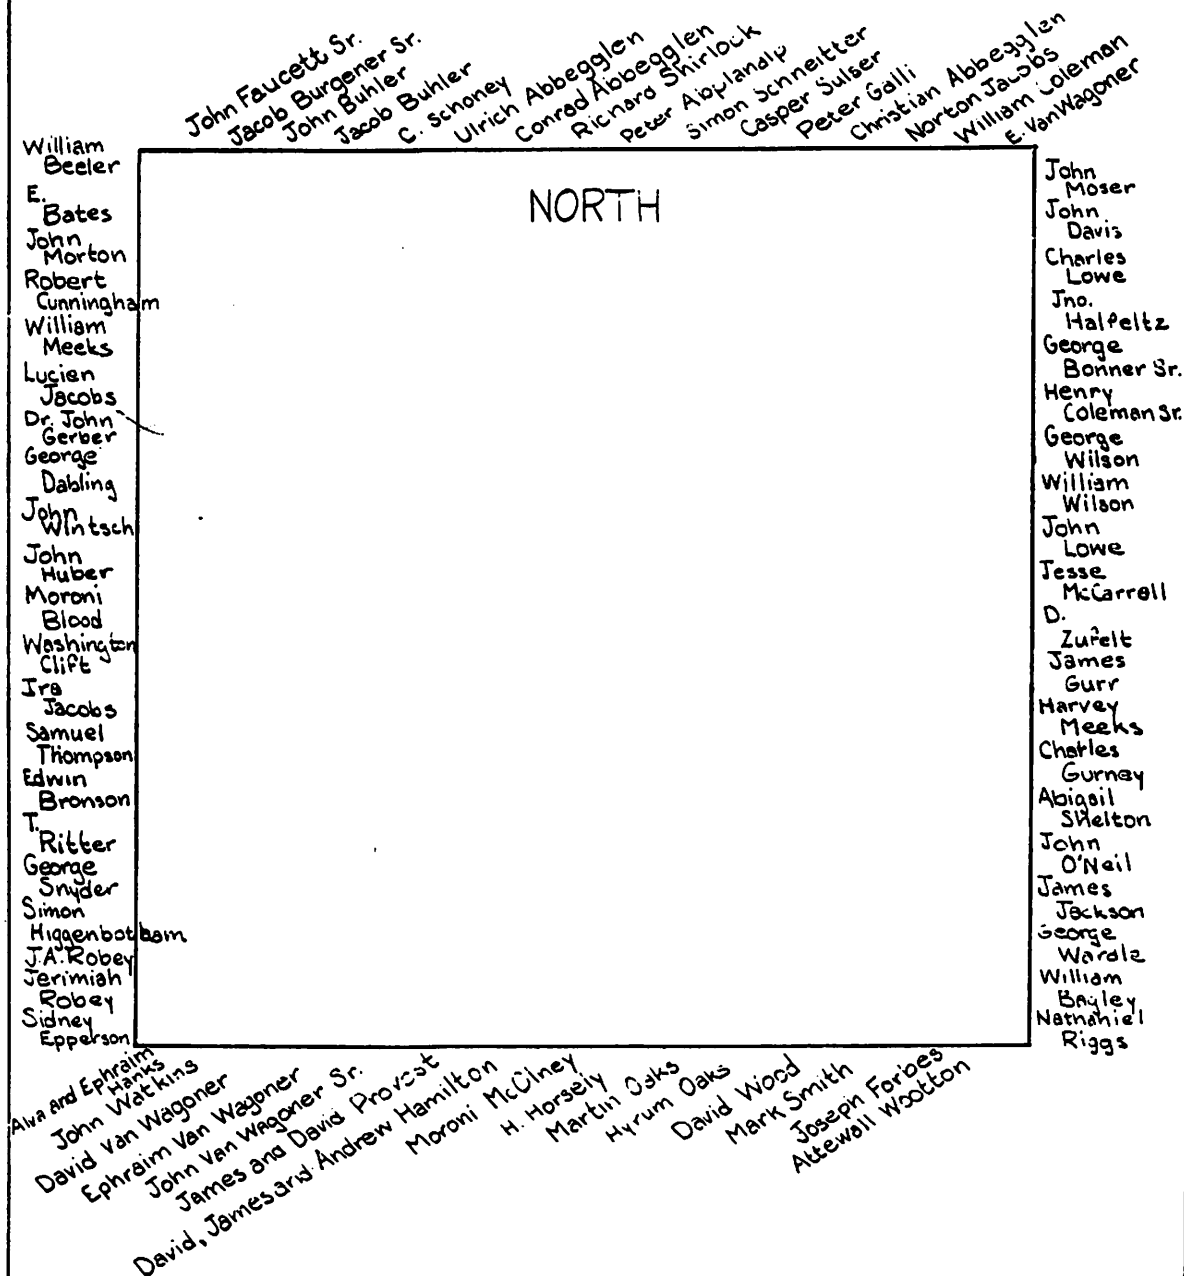 John Faucett Sr.
Jacob Burgener Sr.
John Buhler
Jacob Buhler
C. Schoney
Ulrich Abbegglen
Conrad Abbegglen
Richard Shirlock
Peter Abplanalp
Simon Schneitter
Casper Sulser
Peter Galli
Christian Abbegglen
Norton Jacobs
William Coleman
E. Van Wagoner
NORTH
William
Beeler
E.
Bates
John
Morton
Robert
Cunningham
William
Meeks
Lucien
Jacobs
Dr. John
Gerber
George
Dabling
John
Wintsch
John
Huber
Moroni
Blood
Washington
Clift
Ira
Jacobs
Samuel
Thompson
Edwin
Bronson
T.
Ritter
George
Snyder
Simon
Higgenbotham
J.A. Robey
Jerimiah
Robey
Sidney
Epperson
John
Moser
John
Davis
Charles
Lowe
Jno.
Halfeltz
George
Bonner Sr.
Henry
Coleman Sr.
George
Wilson
William
Wilson
John
Lowe
Jesse
McCarrell
D.
Zufelt
James
Gurr
Harvey
Meeks
Charles
Gurney
Abigail
Shelton
John
O'Neil
James
Jackson
George
Wardle
William
Bagley
Nathaniel
Riggs
Alva and Ephraim
Hanks
John Watkins
David Van Wagoner
Ephraim Van Wagoner
John Van Wagoner Sr.
James and David Provost
David, James and Andrew Hamilton
Moroni McOlney
H. Horsely
Martin Oaks
Hyrum Oaks
David Wood
Mark Smith
Joseph Forbes
Attewall Wootton